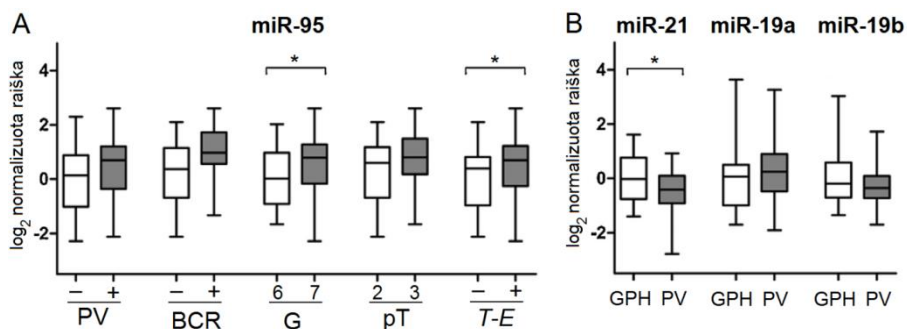 A
miR-95
log2 normalizuota raiška
4
2
0
-2
*
*
– + – + 6 7 2 3 – +
PV BCR G pT T-E
B
miR-21 miR-19a miR-19b
log2 normalizuota raiška
4
2
0
-2
*
GPH PV GPH PV GPH PV